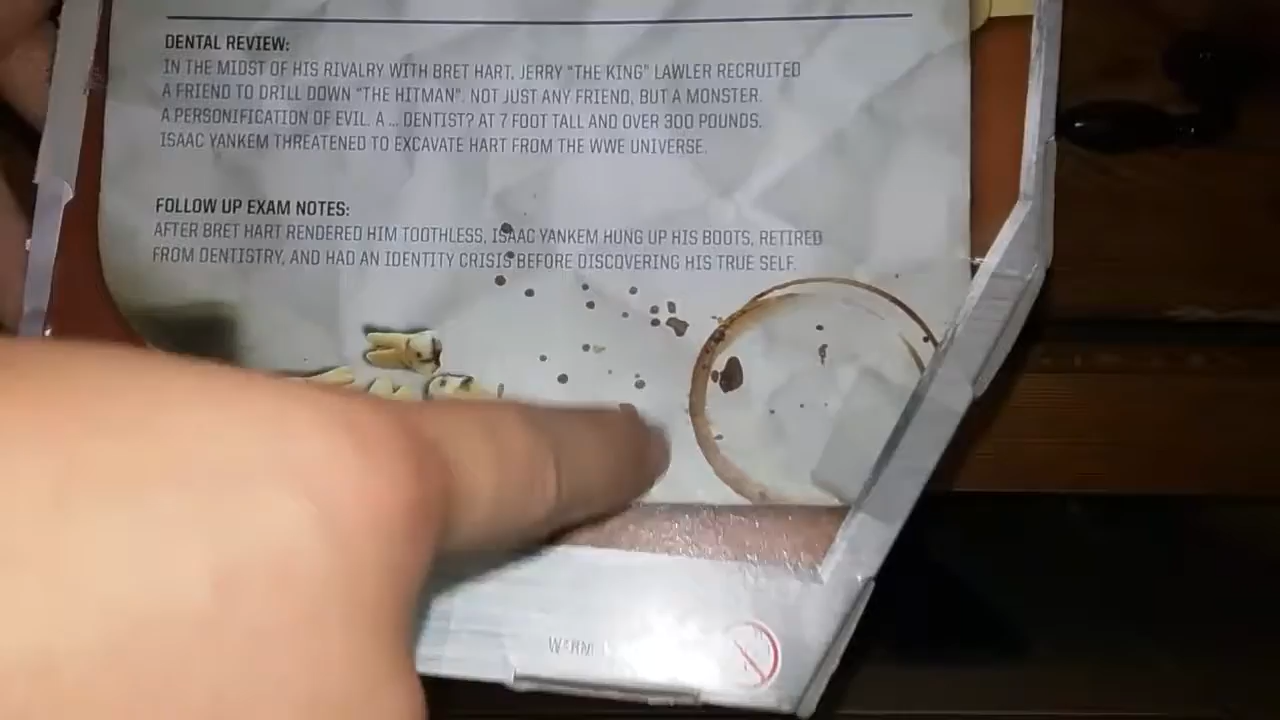 DENTAL REVIEW:
IN THE MIDST OF HIS RIVALRY WITH BRET HART, JERRY "THE KING" LAWLER RECRUITED
A FRIEND TO DRILL DOWN "THE HITMAN". NOT JUST ANY FRIEND, BUT A MONSTER.
A PERSONIFICATION OF EVIL. A ... DENTIST? AT 7 FOOT TALL AND OVER 300 POUNDS.
ISAAC YANKEM THREATENED TO EXCAVATE HART FROM THE WWE UNIVERSE.
FOLLOW UP EXAM NOTES:
AFTER BRET HART RENDERED HIM TOOTHLESS, ISAAC YANKEM HUNG UP HIS BOOTS, RETIRED
FROM DENTISTRY, AND HAD AN IDENTITY CRISIS BEFORE DISCOVERING HIS TRUE SELF.